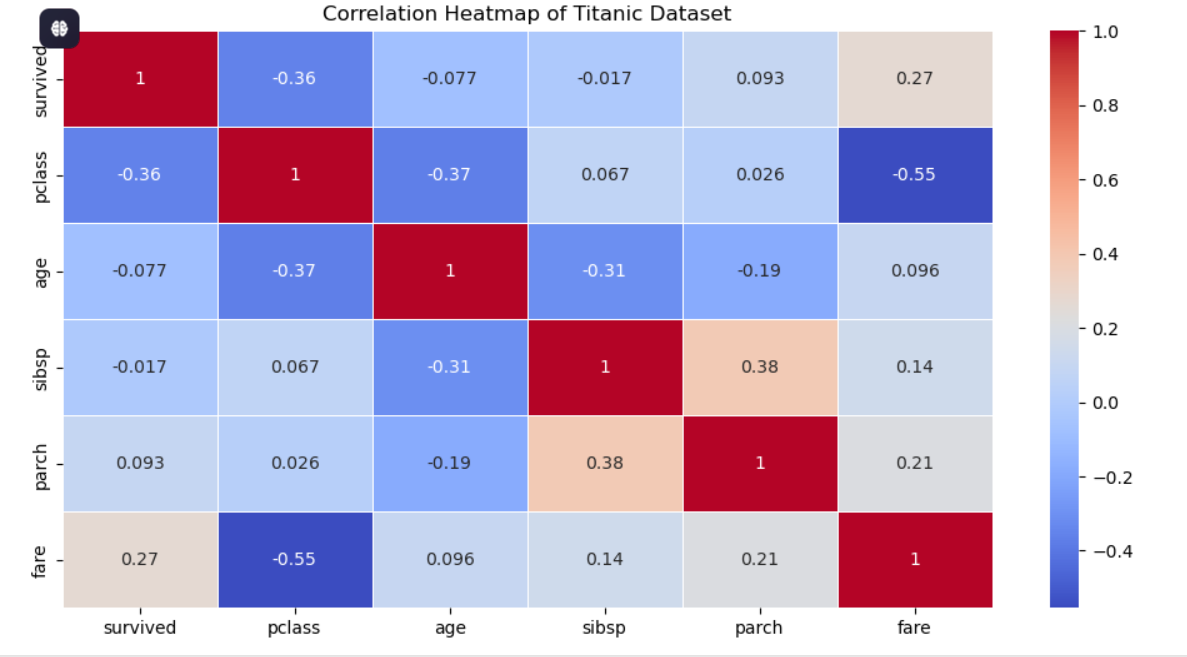 Correlation Heatmap of Titanic Dataset
survived 1 -0.36 -0.077 -0.017 0.093 0.27
pclass -0.36 1 -0.37 0.067 0.026 -0.55
age -0.077 -0.37 1 -0.31 -0.19 0.096
sibsp -0.017 0.067 -0.31 1 0.38 0.14
parch 0.093 0.026 -0.19 0.38 1 0.21
fare 0.27 -0.55 0.096 0.14 0.21 1
survived pclass age sibsp parch fare
1.0
0.8
0.6
0.4
0.2
0.0
−0.2
−0.4